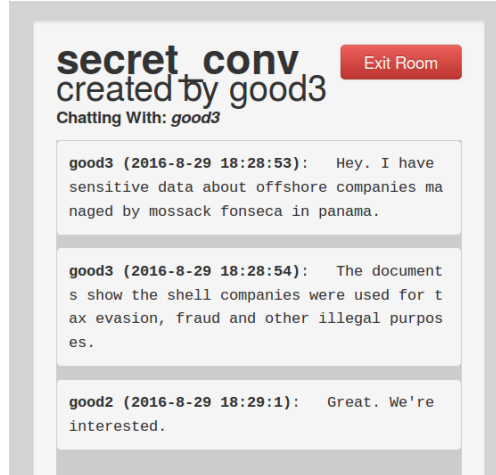 secret_conv
Exit Room
created by good3
Chatting With: good3
good3 (2016-8-29 18:28:53): Hey. I have
sensitive data about offshore companies ma
naged by mossack fonseca in panama.
good3 (2016-8-29 18:28:54): The document
s show the shell companies were used for t
ax evasion, fraud and other illegal purpos
es.
good2 (2016-8-29 18:29:1): Great. We're
interested.